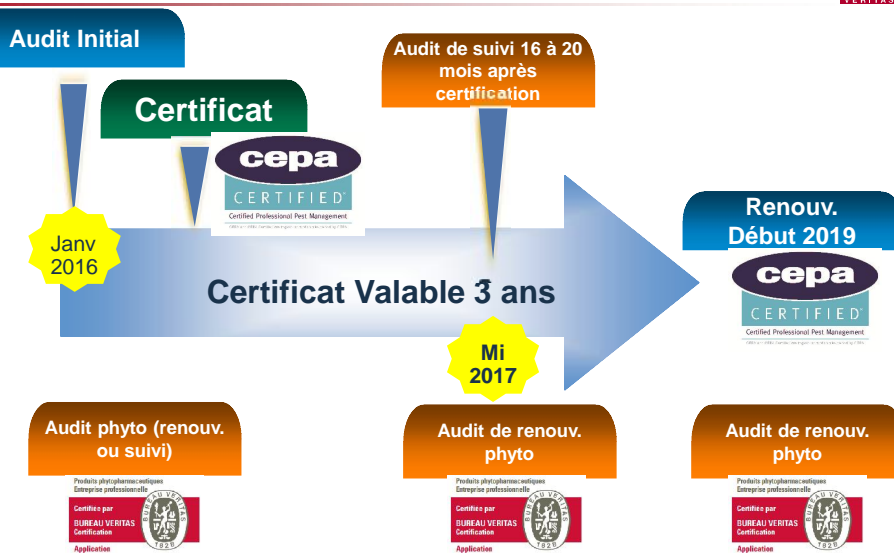 VERITAS
Audit Initial
Audit de suivi 16 à 20
mois après
certification
Certificat
cepa
CERTIFIED
Certified Professional Pest Management
Janv
2016
Renouv.
Début 2019
cepa
CERTIFIED
Certified Professional Pest Management
Certificat Valable 3 ans
Mi
2017
Audit phyto (renouv.
ou suivi)
Audit de renouv.
phyto
Audit de renouv.
phyto
Produits phytopharmaceutiques
Entreprise professionnelle
Certifiée par
BUREAU VERITAS
Certification
Application
BUREAU VERITAS
1828
Produits phytopharmaceutiques
Entreprise professionnelle
Certifiée par
BUREAU VERITAS
Certification
Application
BUREAU VERITAS
1828
Produits phytopharmaceutiques
Entreprise professionnelle
Certifiée par
BUREAU VERITAS
Certification
Application
BUREAU VERITAS
1828